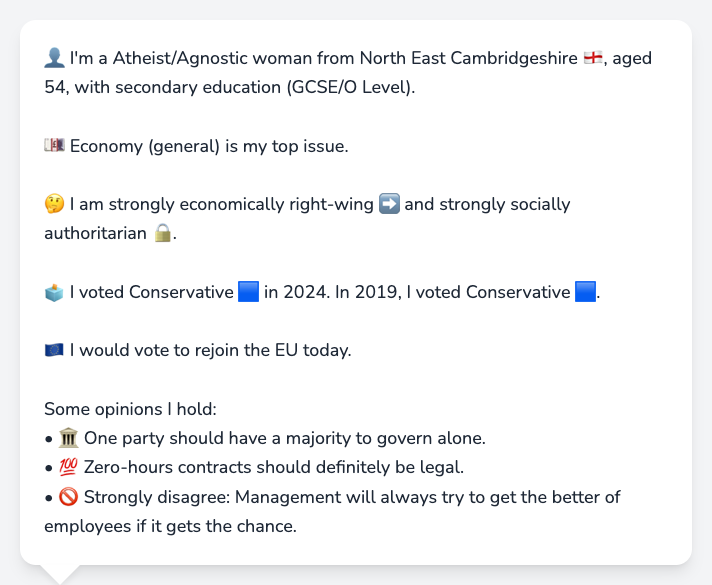 👤 I'm a Atheist/Agnostic woman from North East Cambridgeshire 🏴󠁧󠁢󠁥󠁮󠁧󠁿, aged
54, with secondary education (GCSE/O Level).
💷 Economy (general) is my top issue.
🤔 I am strongly economically right-wing ➡️ and strongly socially
authoritarian 🔒.
🗳️ I voted Conservative 🟦 in 2024. In 2019, I voted Conservative 🟦.
🇪🇺 I would vote to rejoin the EU today.
Some opinions I hold:
• 🏛️ One party should have a majority to govern alone.
• 💯 Zero-hours contracts should definitely be legal.
• 🚫 Strongly disagree: Management will always try to get the better of
employees if it gets the chance.